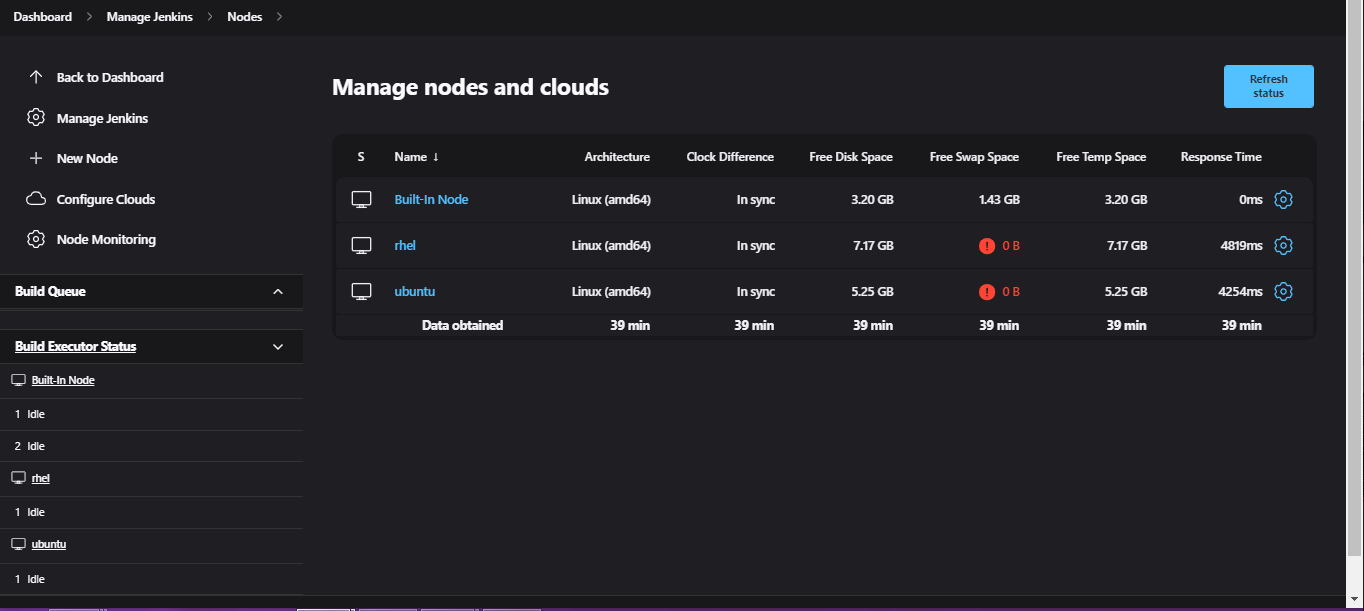 Dashboard > Manage Jenkins > Nodes >
Back to Dashboard
Manage Jenkins
New Node
Configure Clouds
Node Monitoring
Build Queue
Build Executor Status
Built-In Node
1 Idle
2 Idle
rhel
1 Idle
ubuntu
1 Idle
Manage nodes and clouds
Refresh
status
S Name ↓ Architecture Clock Difference Free Disk Space Free Swap Space Free Temp Space Response Time
Built-In Node Linux (amd64) In sync 3.20 GB 1.43 GB 3.20 GB 0ms
rhel Linux (amd64) In sync 7.17 GB ! 0 B 7.17 GB 4819ms
ubuntu Linux (amd64) In sync 5.25 GB ! 0 B 5.25 GB 4254ms
Data obtained 39 min 39 min 39 min 39 min 39 min 39 min